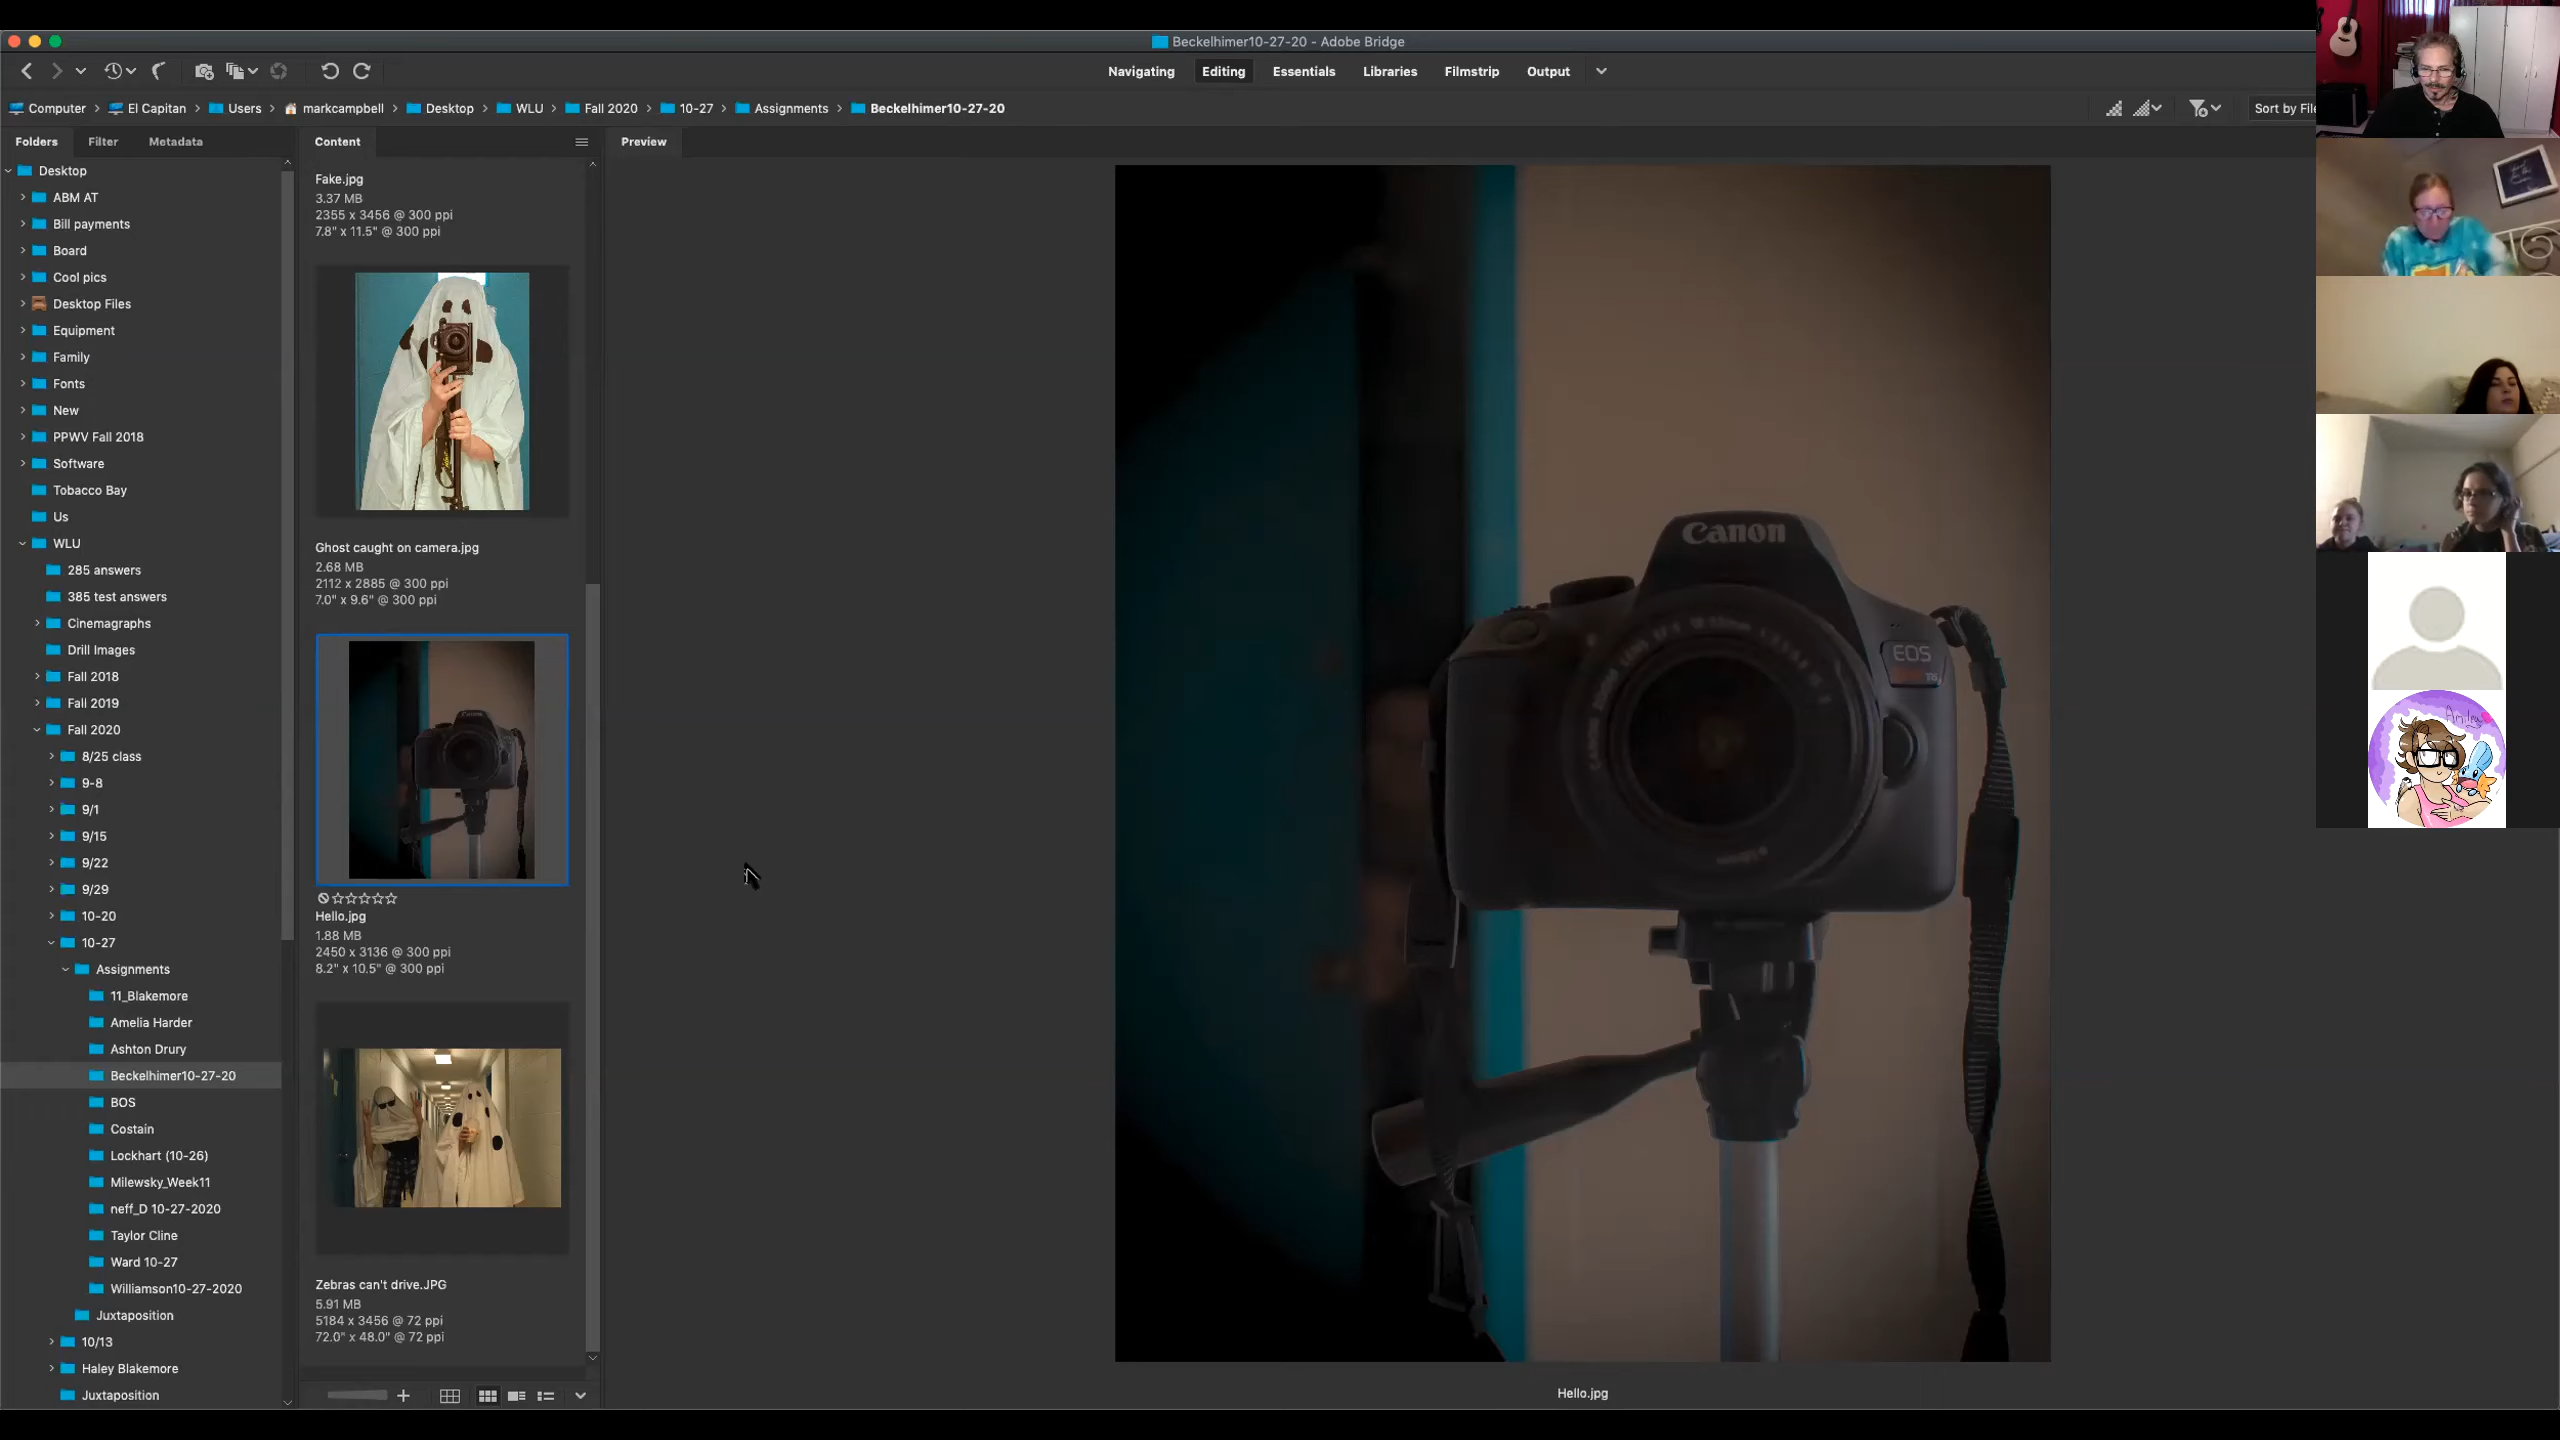 Beckelhimer10-27-20 - Adobe Bridge
Navigating Editing Essentials Libraries Filmstrip Output
Computer El Capitan Users markcampbell Desktop WLU Fall 2020 10-27 Assignments Beckelhimer10-27-20
Sort by File
Folders Filter Metadata
Desktop
ABM AT
Bill payments
Board
Cool pics
Desktop Files
Equipment
Family
Fonts
New
PPWV Fall 2018
Software
Tobacco Bay
Us
WLU
285 answers
385 test answers
Cinemagraphs
Drill Images
Fall 2018
Fall 2019
Fall 2020
8/25 class
9-8
9/1
9/15
9/22
9/29
10-20
10-27
Assignments
11_Blakemore
Amelia Harder
Ashton Drury
Beckelhimer10-27-20
BOS
Costain
Lockhart (10-26)
Milewsky_Week11
neff_D 10-27-2020
Taylor Cline
Ward 10-27
Williamson10-27-2020
Juxtaposition
10/13
Haley Blakemore
Juxtaposition
Content
Fake.jpg
3.37 MB
2355 x 3456 @ 300 ppi
7.8" x 11.5" @ 300 ppi
Ghost caught on camera.jpg
2.68 MB
2112 x 2885 @ 300 ppi
7.0" x 9.6" @ 300 ppi
Hello.jpg
1.88 MB
2450 x 3136 @ 300 ppi
8.2" x 10.5" @ 300 ppi
Zebras can't drive.JPG
5.91 MB
5184 x 3456 @ 72 ppi
72.0" x 48.0" @ 72 ppi
Preview
Canon
EOS
T6
CANON ZOOM LENS
Hello.jpg